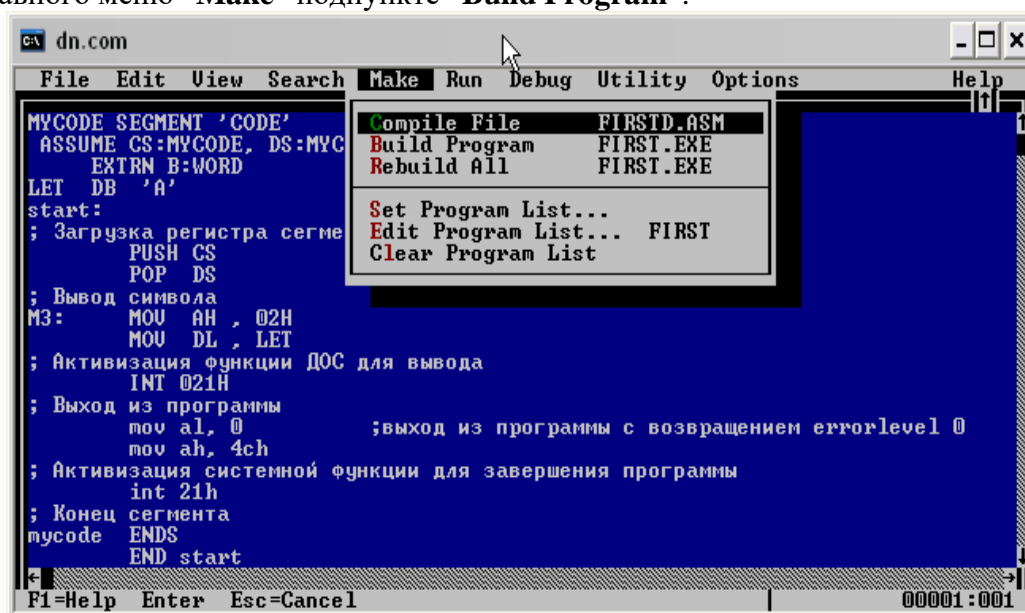 главного меню "Make" подпункте "Build Program".
dn.com
File Edit View Search Make Run Debug Utility Options Help
MYCODE SEGMENT 'CODE'
ASSUME CS:MYCODE, DS:MYC
EXTRN B:WORD
LET DB 'A'
start:
; Загрузка регистра сегме
PUSH CS
POP DS
; Вывод символа
M3: MOV AH , 02H
MOV DL , LET
; Активизация функции ДОС для вывода
INT 021H
; Выход из программы
mov al, 0 ;выход из программы с возвращением errorlevel 0
mov ah, 4ch
; Активизация системной функции для завершения программы
int 21h
; Конец сегмента
mycode ENDS
END start
Compile File FIRSTD.ASM
Build Program FIRST.EXE
Rebuild All FIRST.EXE
Set Program List...
Edit Program List... FIRST
Clear Program List
F1=Help Enter Esc=Cancel 00001:001